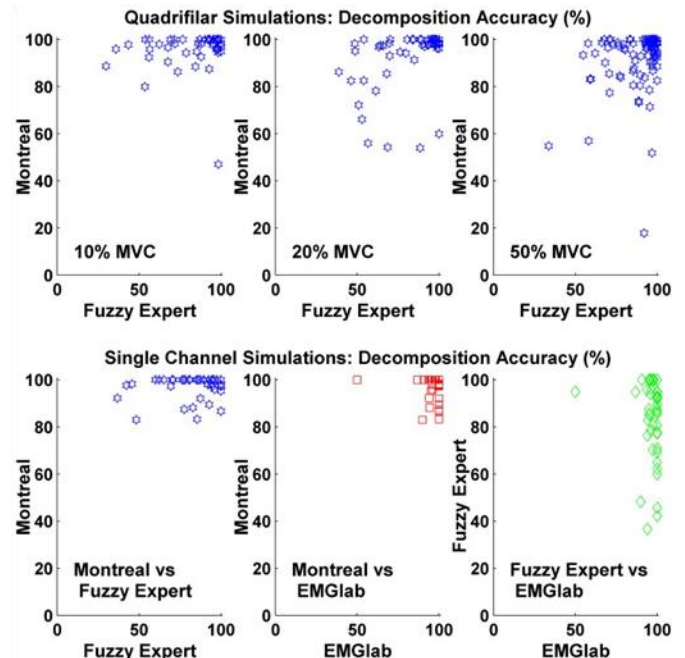 Quadrifilar Simulations: Decomposition Accuracy (%)
100
80
60
40
20
0
Montreal
10% MVC
0 50 100
Fuzzy Expert
100
80
60
40
20
0
Montreal
20% MVC
0 50 100
Fuzzy Expert
100
80
60
40
20
0
Montreal
50% MVC
0 50 100
Fuzzy Expert
Single Channel Simulations: Decomposition Accuracy (%)
100
80
60
40
20
0
Montreal
Montreal vs
Fuzzy Expert
0 50 100
Fuzzy Expert
100
80
60
40
20
0
Montreal
Montreal vs
EMGlab
0 50 100
EMGlab
100
80
60
40
20
0
Fuzzy Expert
Fuzzy Expert vs
EMGlab
0 50 100
EMGlab